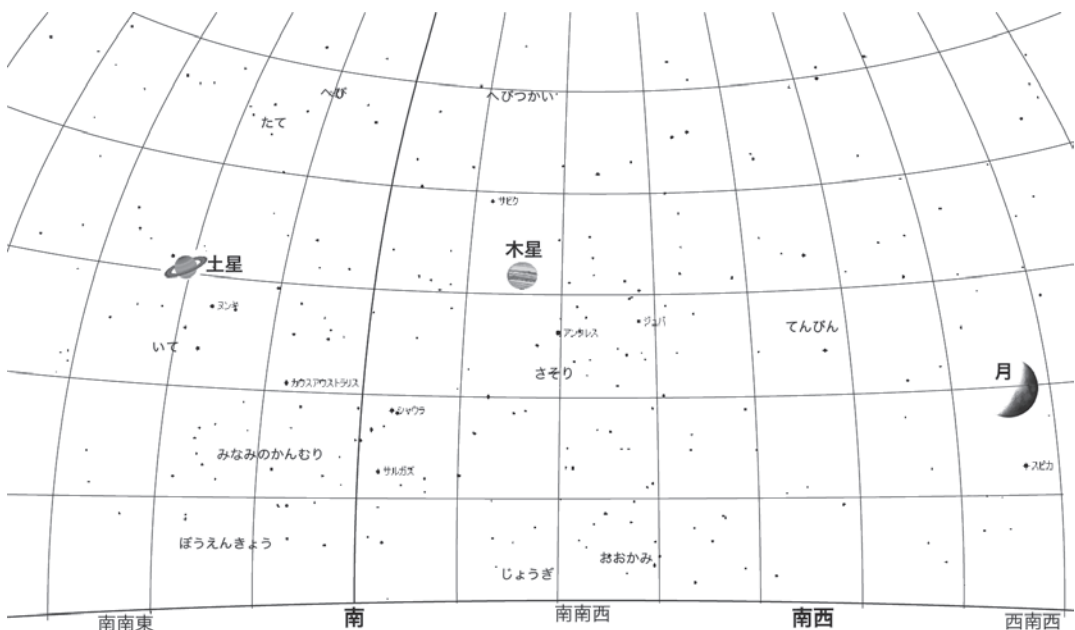 へび
へびつかい
たて
サビク
木星
土星
ヌンキ
ジュバ
アンタレス
てんびん
いて
さそり
月
カウスアウストラリス
シャウラ
みなみのかんむり
サルガズ
スピカ
ぼうえんきょう
おおかみ
じょうぎ
南南東
南
南南西
南西
西南西